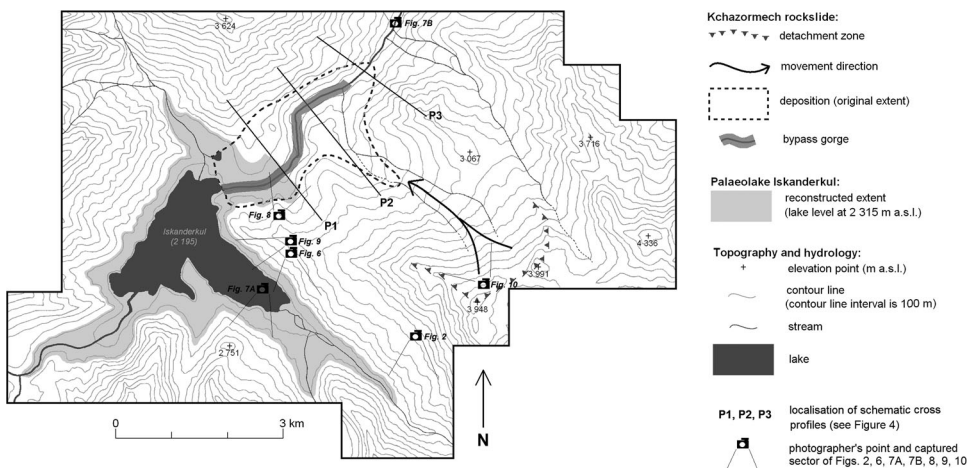 3 624
Fig. 7B
P3
3 067
3 716
P2
P1
Fig. 8
Iskanderkul
(2 195)
Fig. 9
Fig. 6
4 336
3 991
Fig. 10
Fig. 7A
3 948
Fig. 2
2 751
0
3 km
N
Kchazormech rockslide:
detachment zone
movement direction
deposition (original extent)
bypass gorge
Palaeolake Iskanderkul:
reconstructed extent
(lake level at 2 315 m a.s.l.)
Topography and hydrology:
elevation point (m a.s.l.)
contour line
(contour line interval is 100 m)
stream
lake
P1, P2, P3
localisation of schematic cross
profiles (see Figure 4)
photographer's point and captured
sector of Figs. 2, 6, 7A, 7B, 8, 9, 10